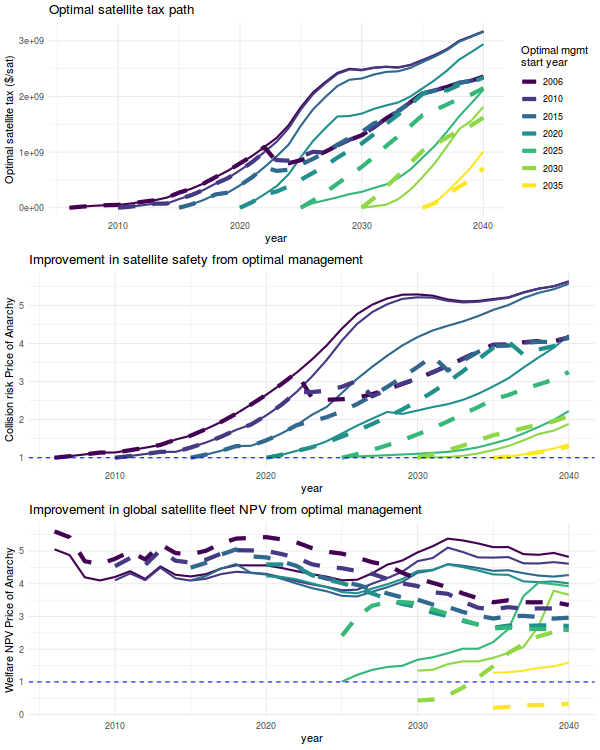 Optimal satellite tax path
Optimal satellite tax ($/sat)
3e+09
2e+09
1e+09
0e+00
2010
2020
2030
2040
year
Optimal mgmt
start year
2006
2010
2015
2020
2025
2030
2035
Improvement in satellite safety from optimal management
Collision risk Price of Anarchy
5
4
3
2
1
2010
2020
2030
2040
year
Improvement in global satellite fleet NPV from optimal management
Welfare NPV Price of Anarchy
5
4
3
2
1
0
2010
2020
2030
2040
year